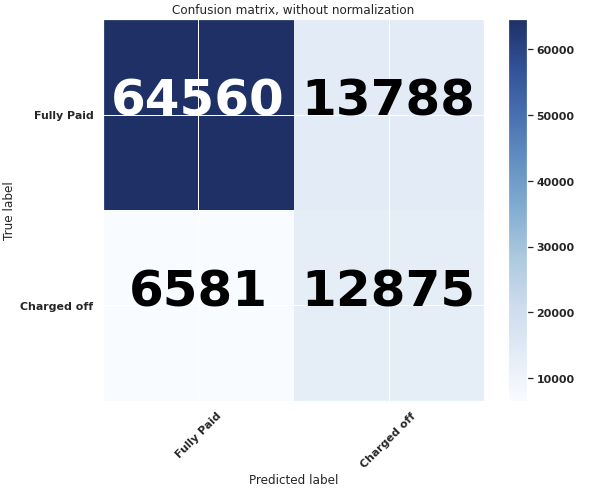 Confusion matrix, without normalization
True label
Fully Paid
64560 13788
Charged off
6581 12875
Fully Paid
Charged off
Predicted label
60000
50000
40000
30000
20000
10000